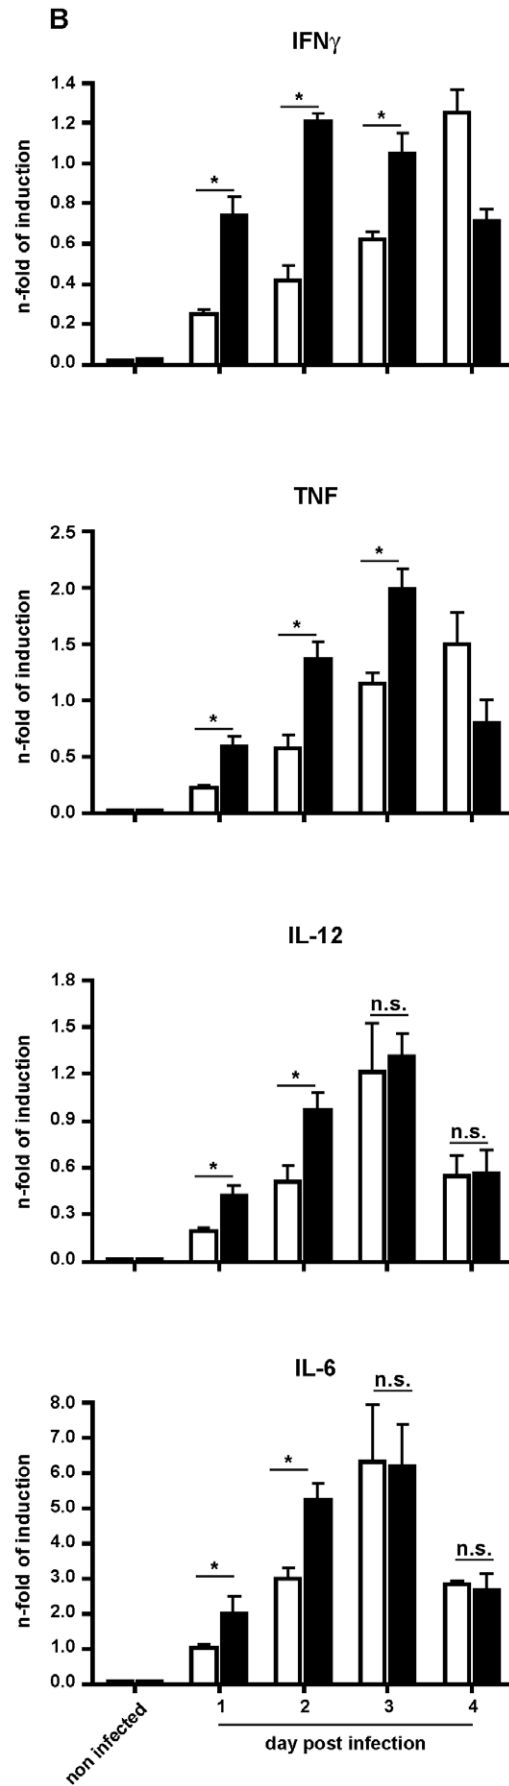 B
IFNγ
n-fold of induction
1.4
1.2
1.0
0.8
0.6
0.4
0.2
0.0
*
*
*
TNF
n-fold of induction
2.5
2.0
1.5
1.0
0.5
0.0
*
*
*
IL-12
n-fold of induction
1.8
1.5
1.2
0.9
0.6
0.3
0.0
*
*
n.s.
n.s.
IL-6
n-fold of induction
8.0
7.0
6.0
5.0
4.0
3.0
2.0
1.0
0.0
*
*
n.s.
n.s.
non infected
1 2 3 4
day post infection